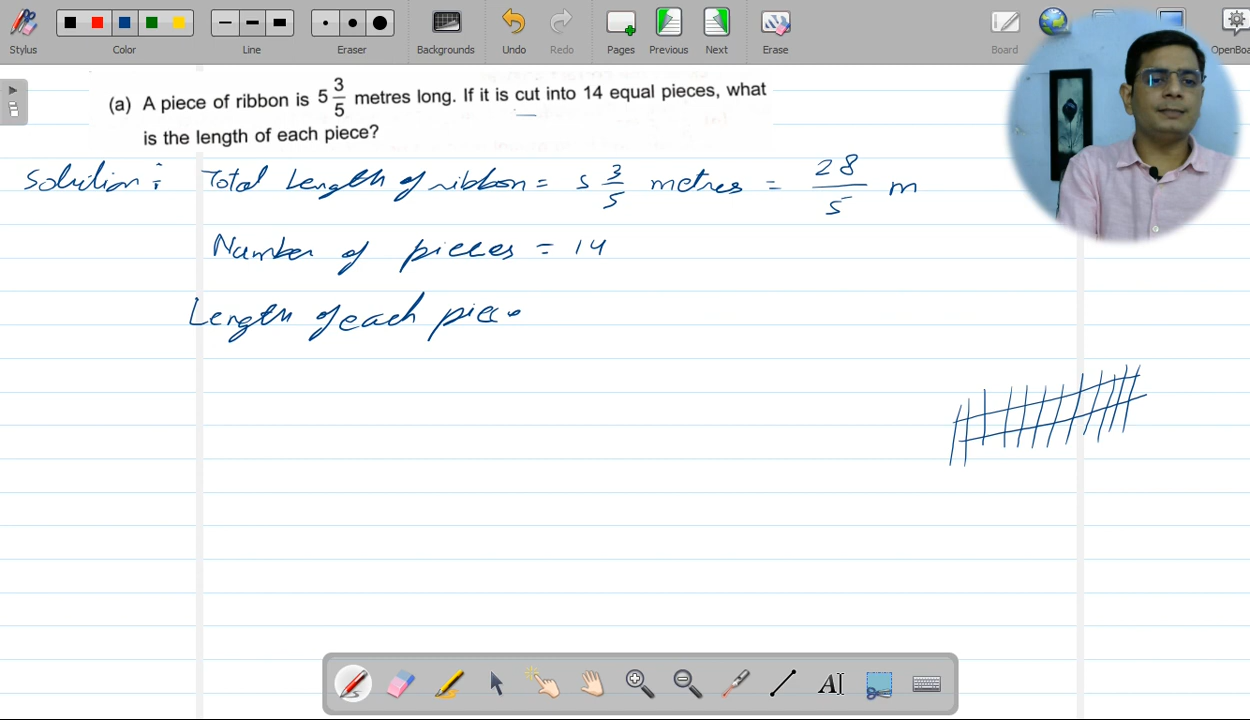 Stylus Color Line Eraser Backgrounds Undo Redo Pages Previous Next Erase Board OpenBoa
(a) A piece of ribbon is 5 3/5 metres long. If it is cut into 14 equal pieces, what
is the length of each piece?
Solution: Total Length of ribbon = 5 3/5 metres = 28/5 m
Number of pieces = 14
Length of each piece
AI